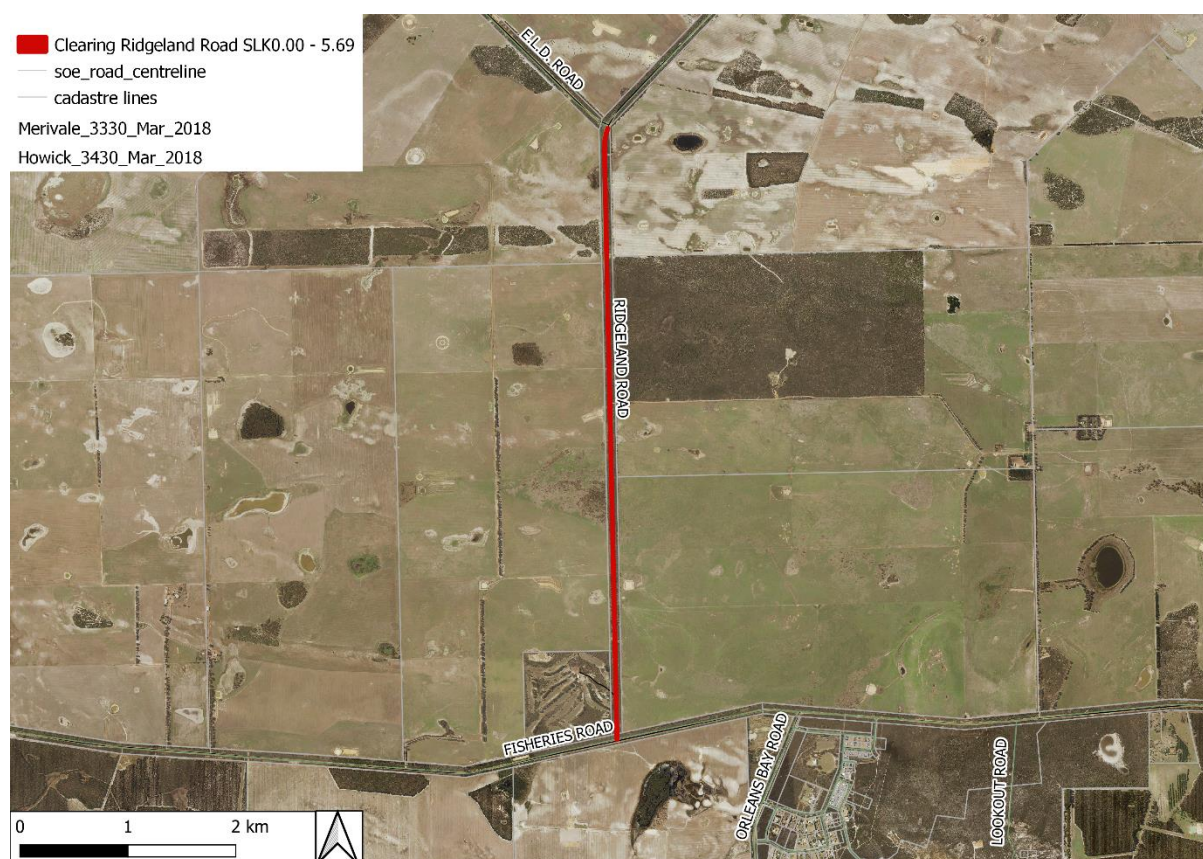 Clearing Ridgeland Road SLK0.00 - 5.69
soe_road_centreline
cadastre lines
Merivale_3330_Mar_2018
Howick_3430_Mar_2018
E.L.D. ROAD
RIDGELAND ROAD
FISHERIES ROAD
ORLEANS BAY ROAD
LOOKOUT ROAD
0 1 2 km